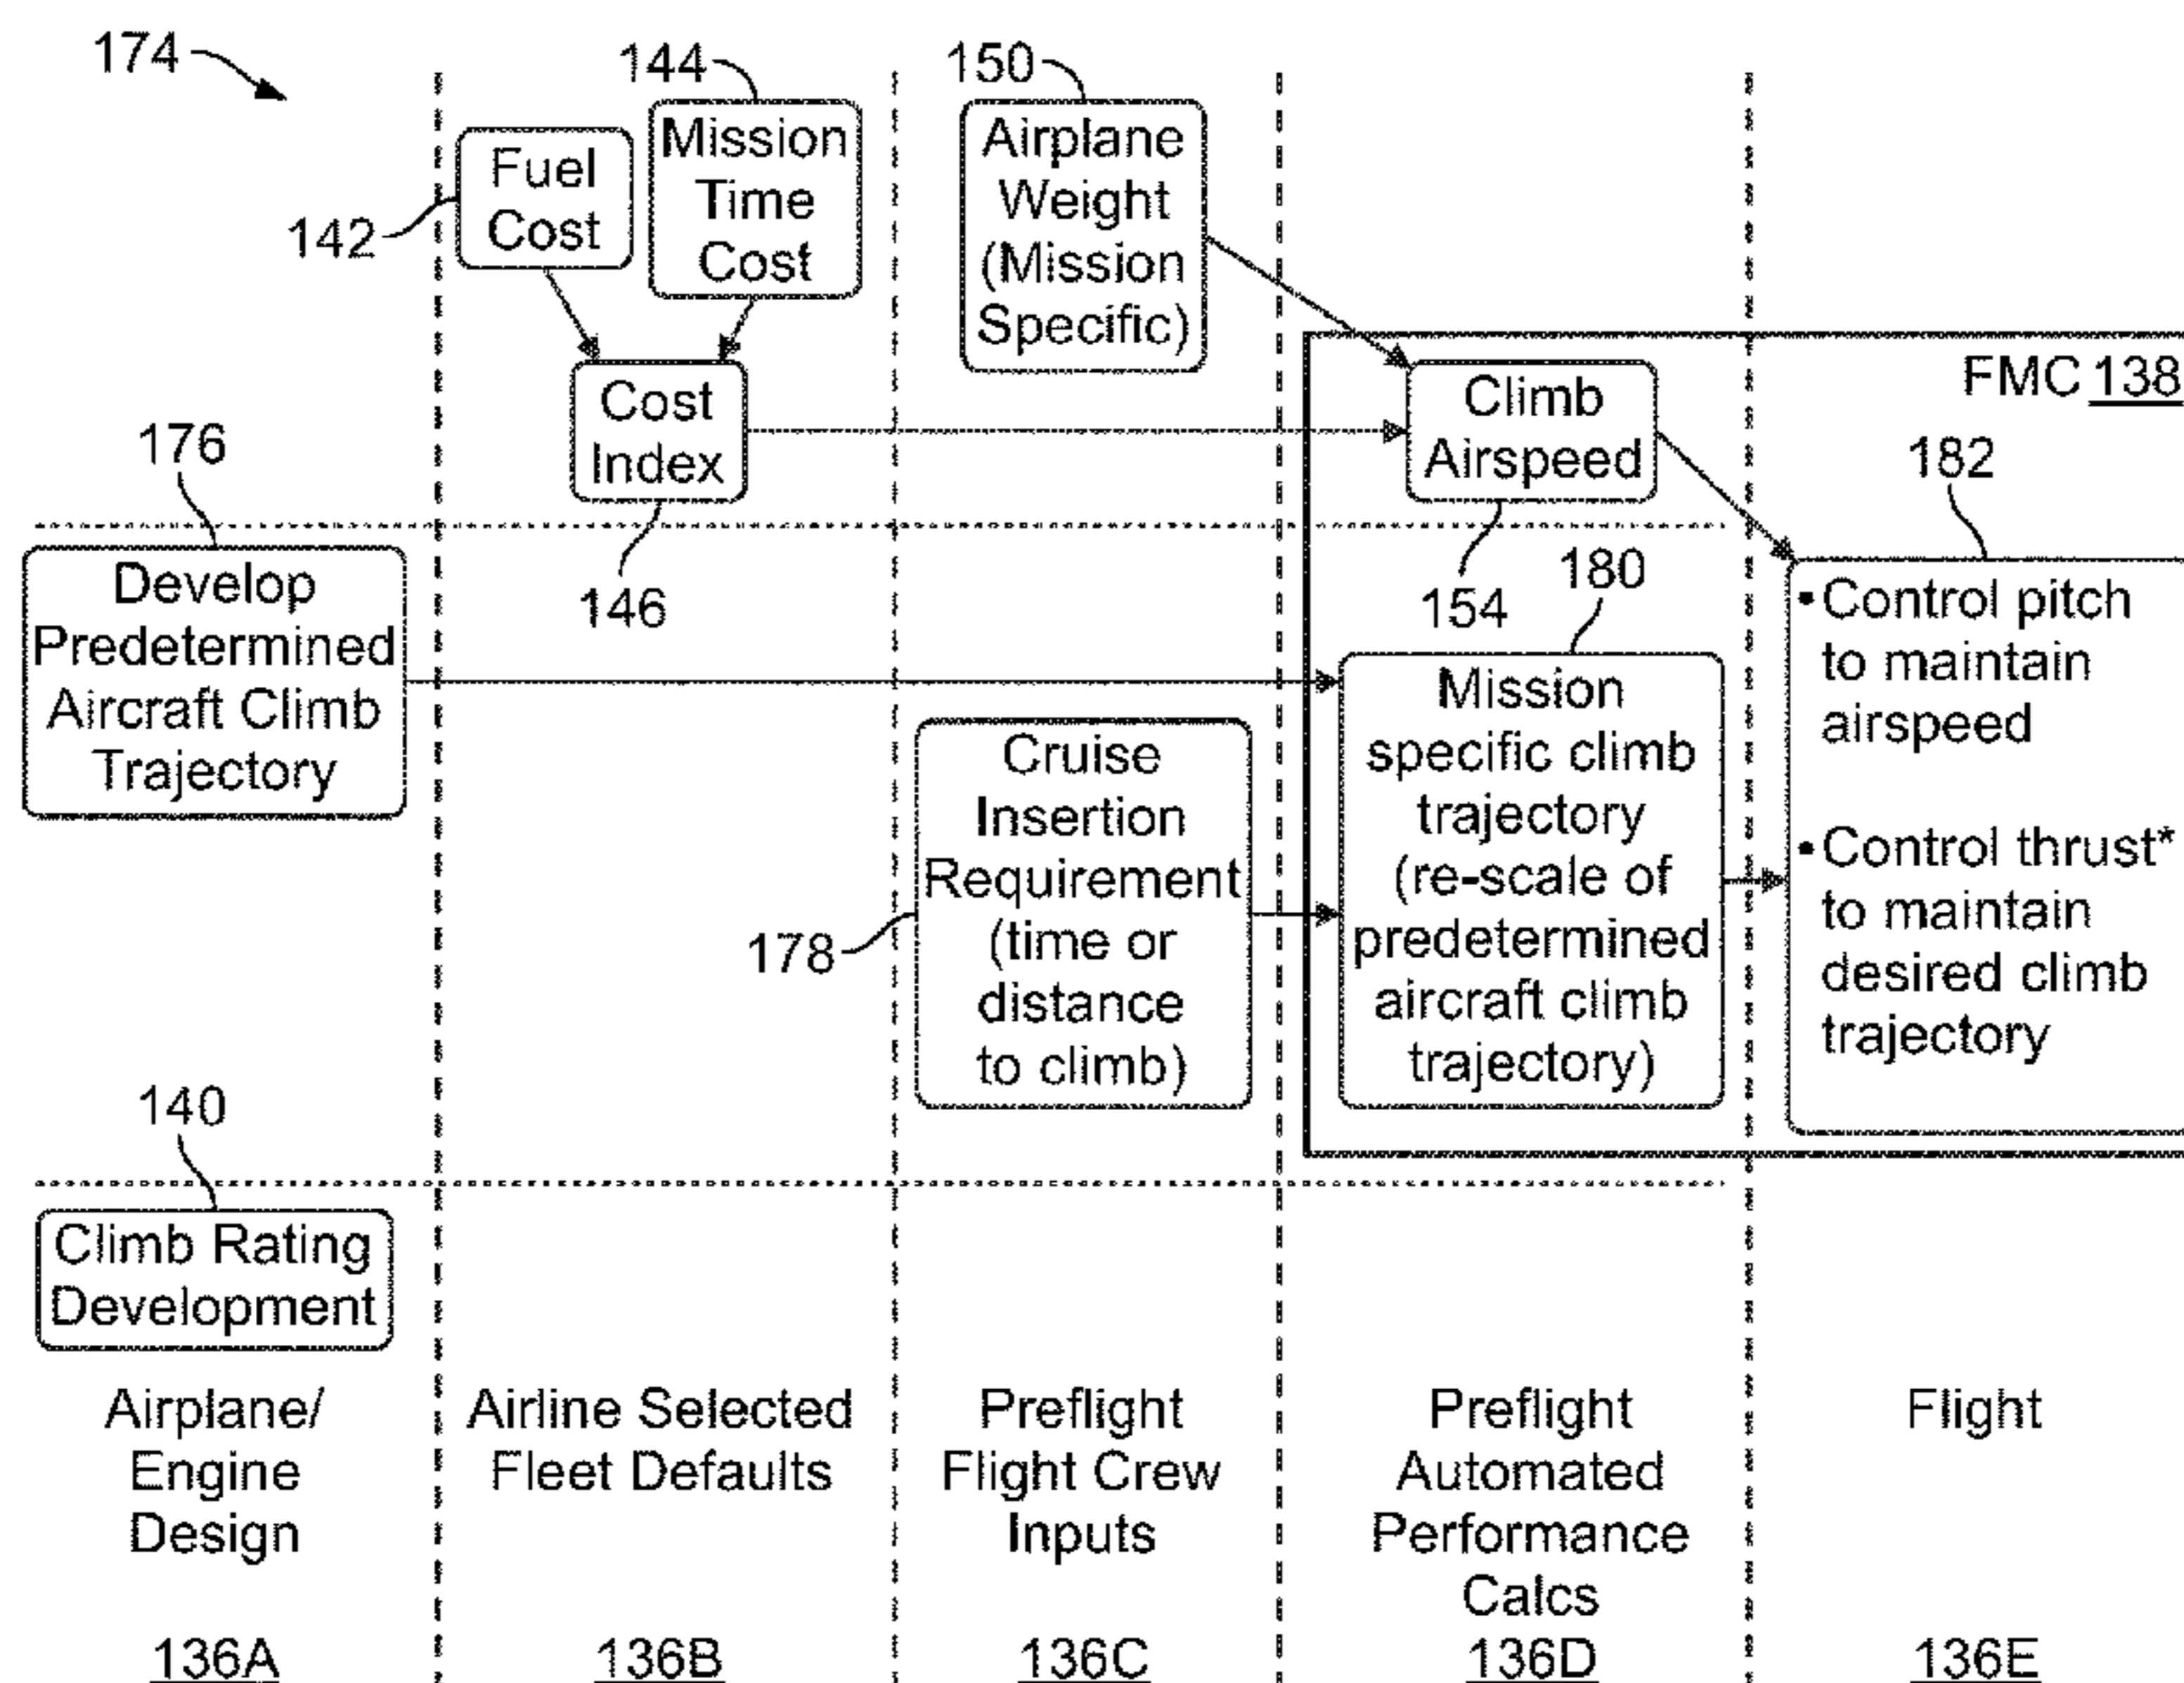 174
144
150
Fuel
Cost
142
Mission
Time
Cost
Airplane
Weight
(Mission
Specific)
FMC 138
Cost
Index
146
Climb
Airspeed
154
176
Develop
Predetermined
Aircraft Climb
Trajectory
178
Cruise
Insertion
Requirement
(time or
distance
to climb)
180
Mission
specific climb
trajectory
(re-scale of
predetermined
aircraft climb
trajectory)
182
•Control pitch
to maintain
airspeed
•Control thrust*
to maintain
desired climb
trajectory
140
Climb Rating
Development
Airplane/
Engine
Design
136A
Airline Selected
Fleet Defaults
136B
Preflight
Flight Crew
Inputs
136C
Preflight
Automated
Performance
Calcs
136D
Flight
136E